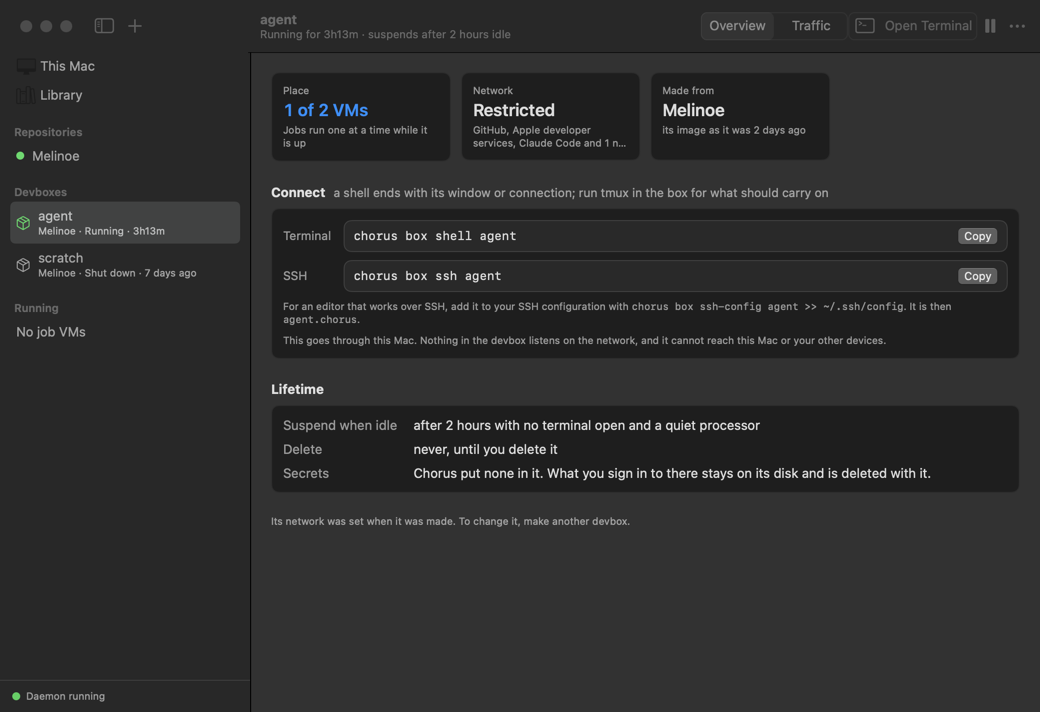 agent
Running for 3h13m · suspends after 2 hours idle
Overview
Traffic
Open Terminal
This Mac
Library
Repositories
Melinoe
Devboxes
agent
Melinoe · Running · 3h13m
scratch
Melinoe · Shut down · 7 days ago
Running
No job VMs
Daemon running
Place
1 of 2 VMs
Jobs run one at a time while it
is up
Network
Restricted
GitHub, Apple developer
services, Claude Code and 1 n...
Made from
Melinoe
its image as it was 2 days ago
Connect a shell ends with its window or connection; run tmux in the box for what should carry on
Terminal
chorus box shell agent
Copy
SSH
chorus box ssh agent
Copy
For an editor that works over SSH, add it to your SSH configuration with chorus box ssh-config agent >> ~/.ssh/config. It is then
agent.chorus.
This goes through this Mac. Nothing in the devbox listens on the network, and it cannot reach this Mac or your other devices.
Lifetime
Suspend when idle after 2 hours with no terminal open and a quiet processor
Delete never, until you delete it
Secrets Chorus put none in it. What you sign in to there stays on its disk and is deleted with it.
Its network was set when it was made. To change it, make another devbox.